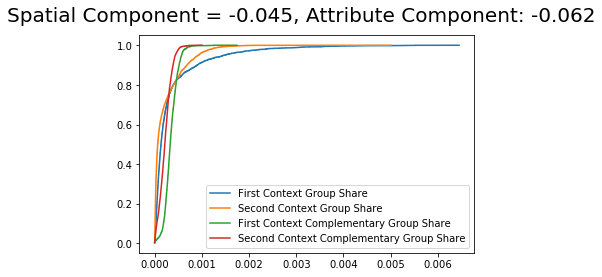 Spatial Component = -0.045, Attribute Component: -0.062
1.0
0.8
0.6
0.4
0.2
0.0
First Context Group Share
Second Context Group Share
First Context Complementary Group Share
Second Context Complementary Group Share
0.000 0.001 0.002 0.003 0.004 0.005 0.006